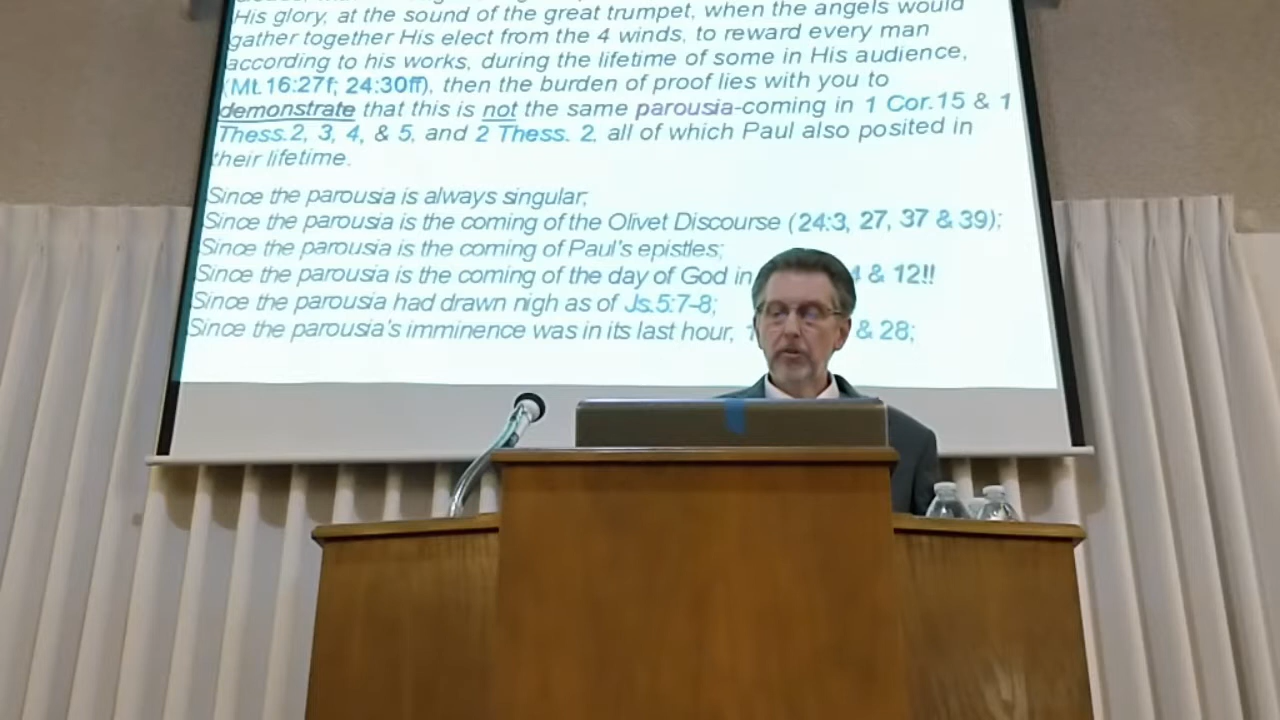 His glory, at the sound of the great trumpet, when the angels would
gather together His elect from the 4 winds, to reward every man
according to his works, during the lifetime of some in His audience,
(Mt. 16:27f; 24:30ff), then the burden of proof lies with you to
demonstrate that this is not the same parousia-coming in 1 Cor.15 & 1
Thess. 2, 3, 4, & 5, and 2 Thess. 2, all of which Paul also posited in
their lifetime.
Since the parousia is always singular;
Since the parousia is the coming of the Olivet Discourse (24:3, 27, 37 & 39);
Since the parousia is the coming of Paul's epistles;
Since the parousia is the coming of the day of God in 4 & 12!!
Since the parousia had drawn nigh as of Js.5:7-8;
Since the parousia's imminence was in its last hour, & 28;